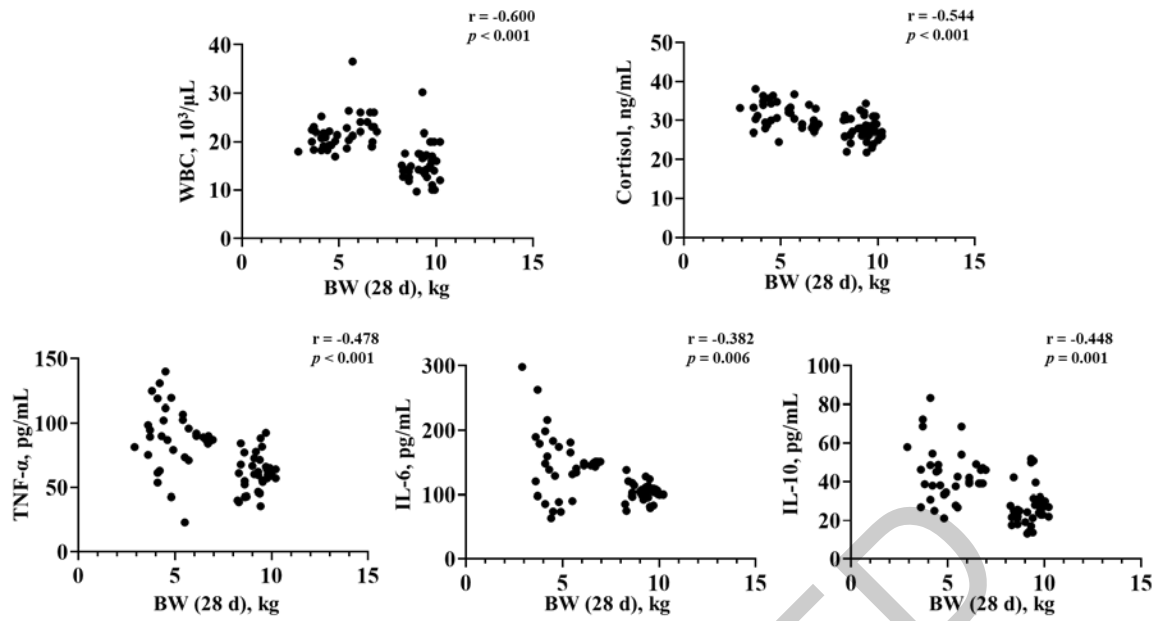 r = -0.600
p < 0.001
WBC, 10³/μL
40
30
20
10
0
0 5 10 15
BW (28 d), kg
r = -0.544
p < 0.001
Cortisol, ng/mL
50
40
30
20
10
0
0 5 10 15
BW (28 d), kg
r = -0.478
p < 0.001
TNF-α, pg/mL
150
100
50
0
0 5 10 15
BW (28 d), kg
r = -0.382
p = 0.006
IL-6, pg/mL
300
200
100
0
0 5 10 15
BW (28 d), kg
r = -0.448
p = 0.001
IL-10, pg/mL
100
80
60
40
20
0
0 5 10 15
BW (28 d), kg